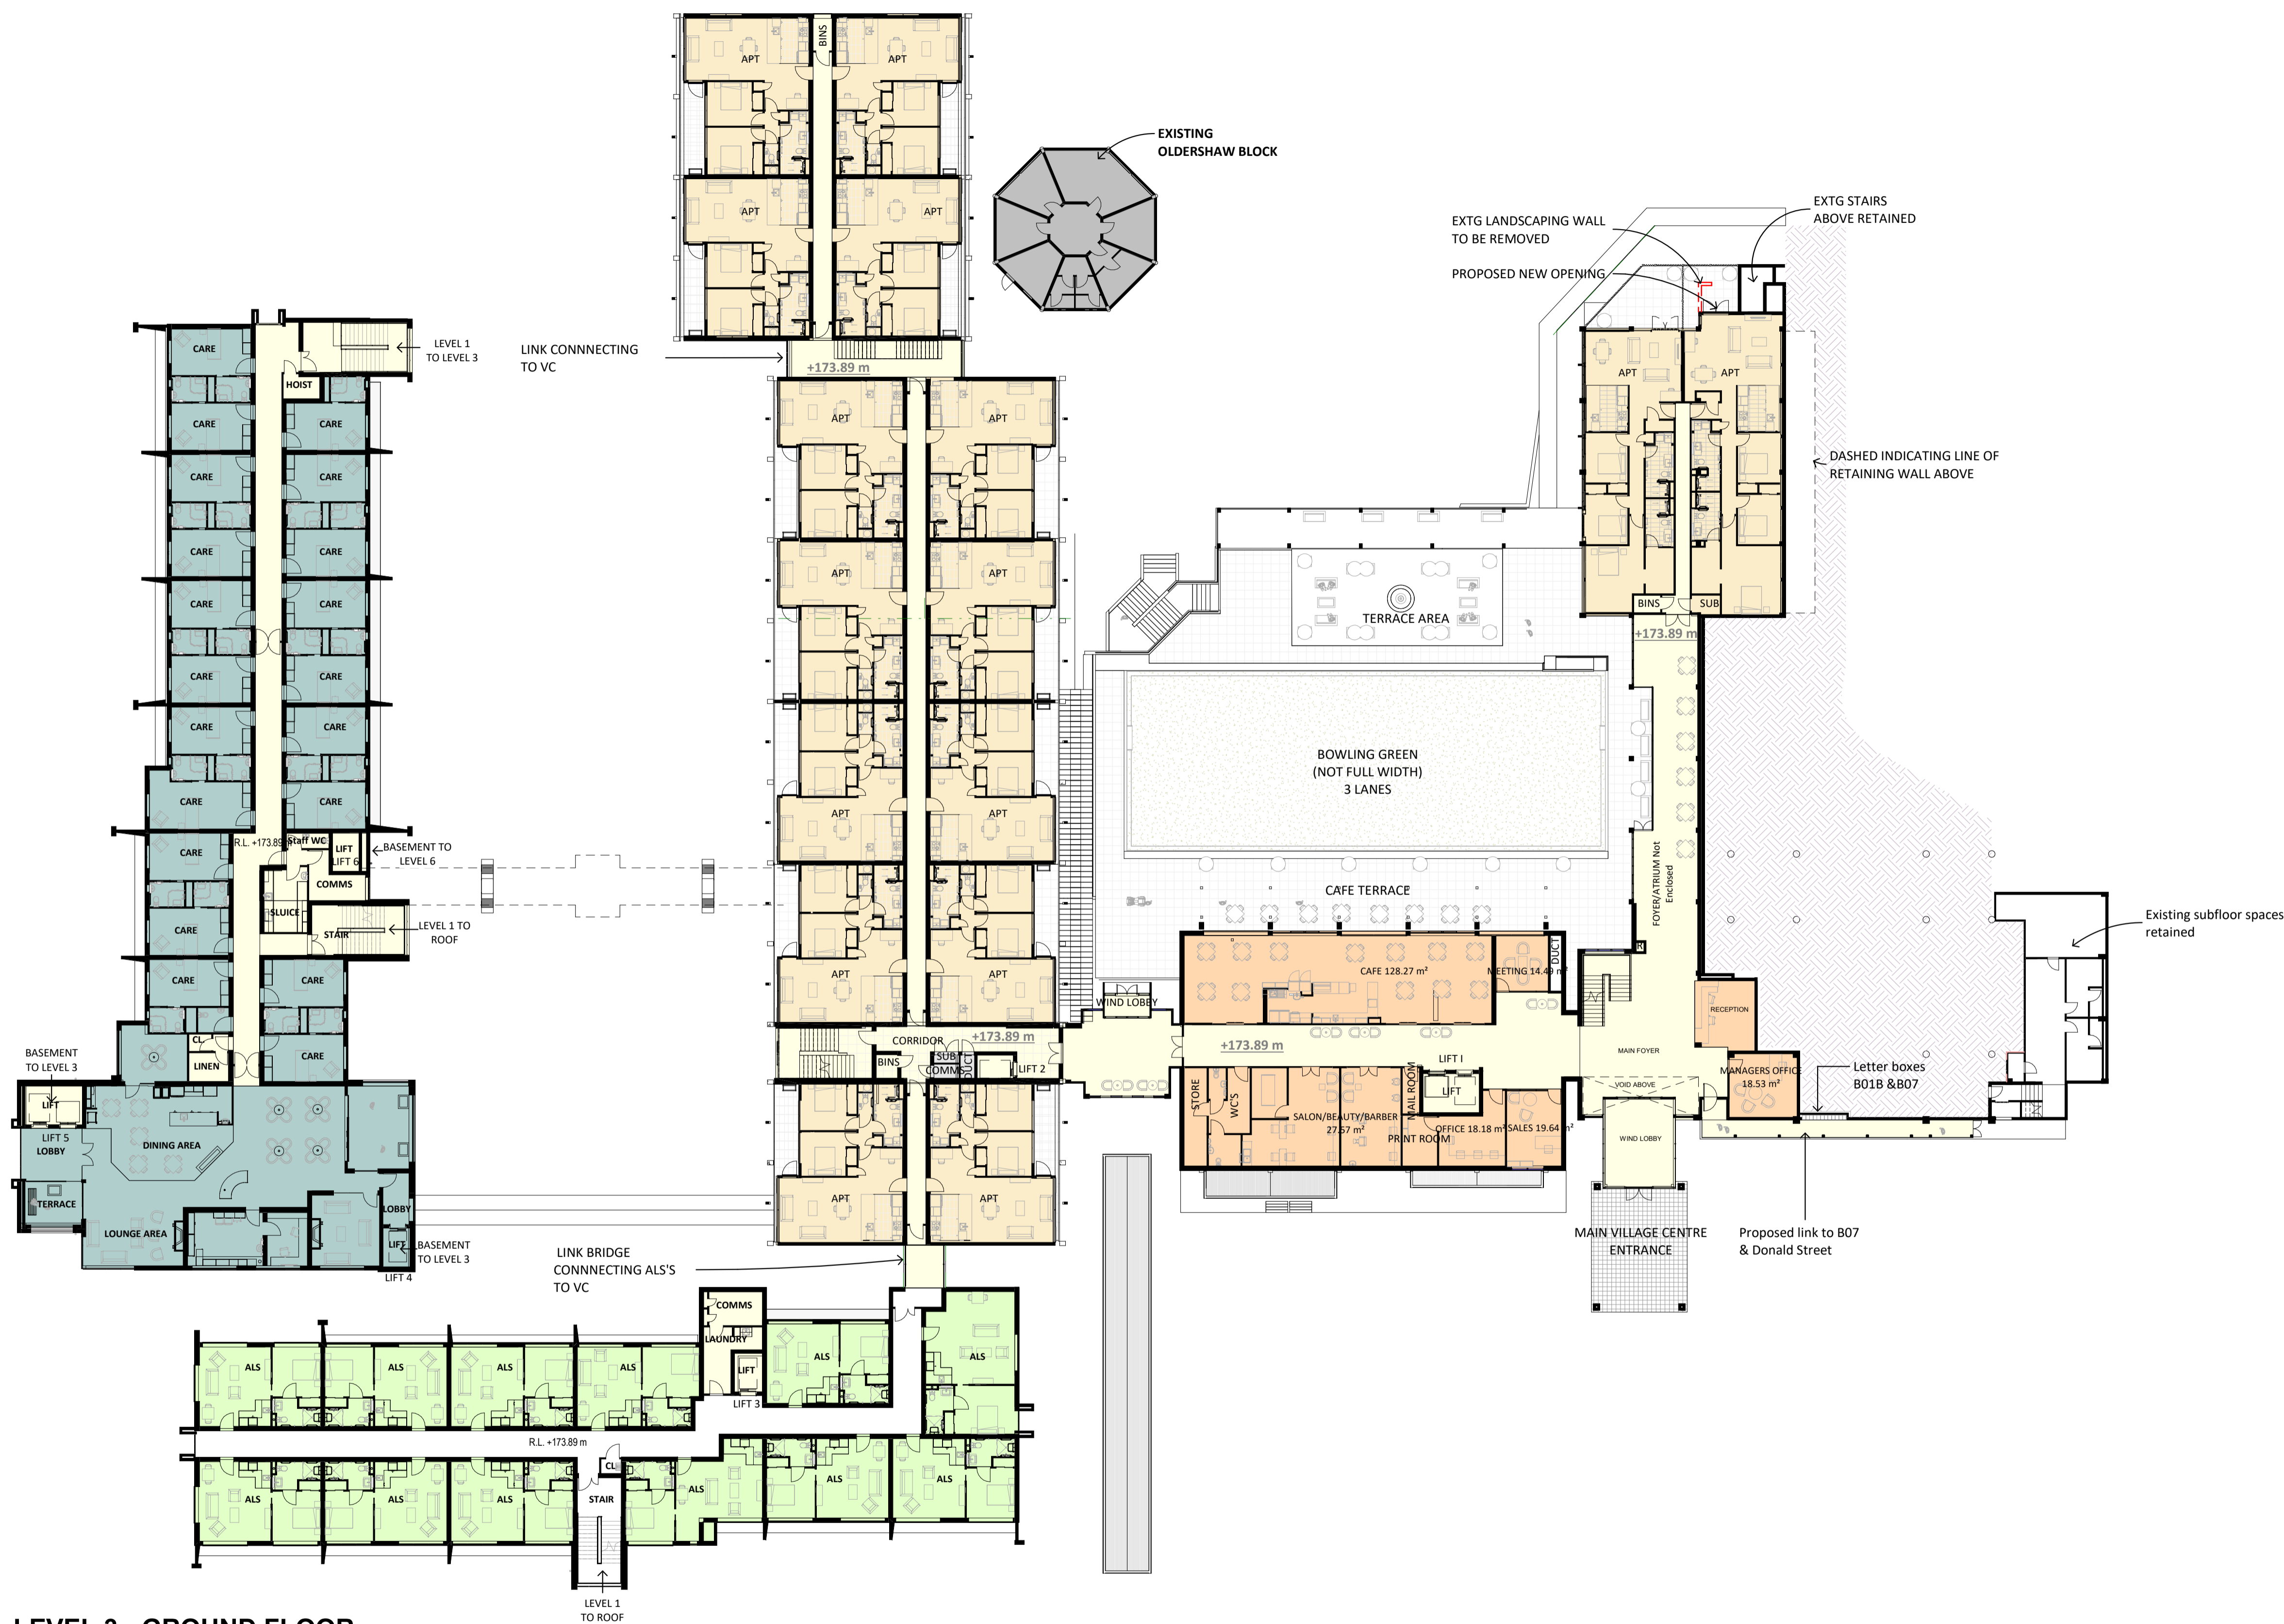 BINS
APT
APT
EXISTING
OLDERSHAW BLOCK
APT
APT
EXTG STAIRS
ABOVE RETAINED
EXTG LANDSCAPING WALL
TO BE REMOVED
PROPOSED NEW OPENING
LEVEL 1
TO LEVEL 3
LINK CONNNECTING
TO VC
+173.89 m
CARE
HOIST
CARE
CARE
APT
APT
APT
APT
DASHED INDICATING LINE OF
RETAINING WALL ABOVE
CARE
CARE
CARE
CARE
APT
APT
CARE
CARE
BINS
SUB
TERRACE AREA
+173.89 m
CARE
CARE
CARE
CARE
BOWLING GREEN
(NOT FULL WIDTH)
3 LANES
CARE
CARE
APT
APT
R.L. +173.89 m
Staff WC
LIFT
LIFT 6
BASEMENT TO
LEVEL 6
CARE
COMMS
CAFE TERRACE
FOYER/ATRIUM Not
Enclosed
SLUICE
STAIR
LEVEL 1 TO
ROOF
CARE
Existing subfloor spaces
retained
CARE
CARE
APT
APT
CAFE 128.27 m²
MEETING 14.49 m²
DUCT
WIND LOBBY
RECEPTION
CL
LINEN
CARE
CORRIDOR
+173.89 m
+173.89 m
MAIN FOYER
BASEMENT
TO LEVEL 3
BINS
SUB
COMMS
DUCT
LIFT 2
LIFT I
LIFT
MANAGERS OFFICE
18.53 m²
VOID ABOVE
Letter boxes
B01B &B07
LIFT
LIFT 5
LOBBY
DINING AREA
STORE
WC'S
SALON/BEAUTY/BARBER
27.67 m²
MAIL ROOM
PRINT ROOM
OFFICE 18.18 m²
SALES 19.64 m²
WIND LOBBY
TERRACE
LOUNGE AREA
LOBBY
LIFT
BASEMENT
TO LEVEL 3
LIFT 4
APT
APT
LINK BRIDGE
CONNNECTING ALS'S
TO VC
MAIN VILLAGE CENTRE
ENTRANCE
Proposed link to B07
& Donald Street
COMMS
LAUNDRY
LIFT
LIFT 3
ALS
ALS
ALS
ALS
ALS
ALS
R.L. +173.89 m
CL
STAIR
ALS
ALS
ALS
ALS
ALS
ALS
LEVEL 1
TO ROOF
LEVEL 3 - GROUND FLOOR